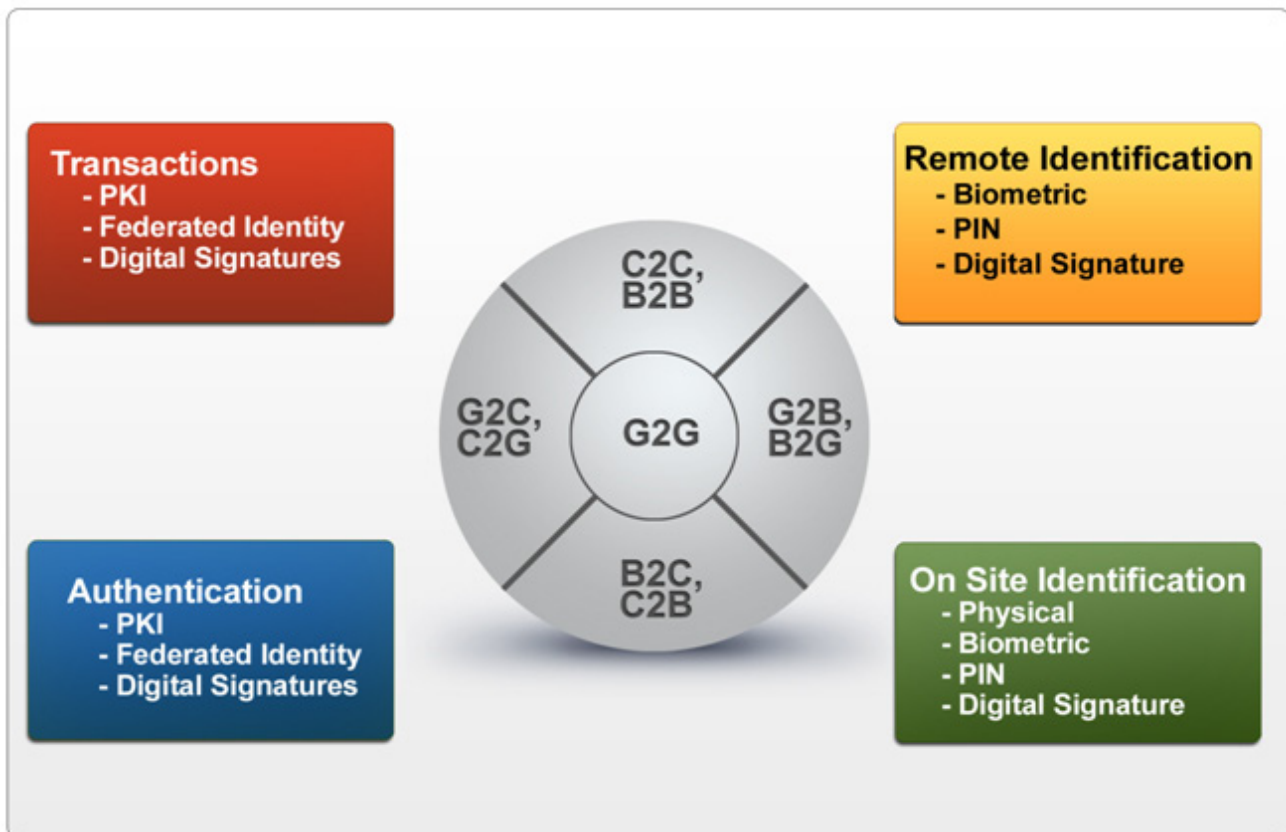 Transactions
- PKI
- Federated Identity
- Digital Signatures
Remote Identification
- Biometric
- PIN
- Digital Signature
C2C,
B2B
G2C,
C2G
G2G
G2B,
B2G
B2C,
C2B
Authentication
- PKI
- Federated Identity
- Digital Signatures
On Site Identification
- Physical
- Biometric
- PIN
- Digital Signature